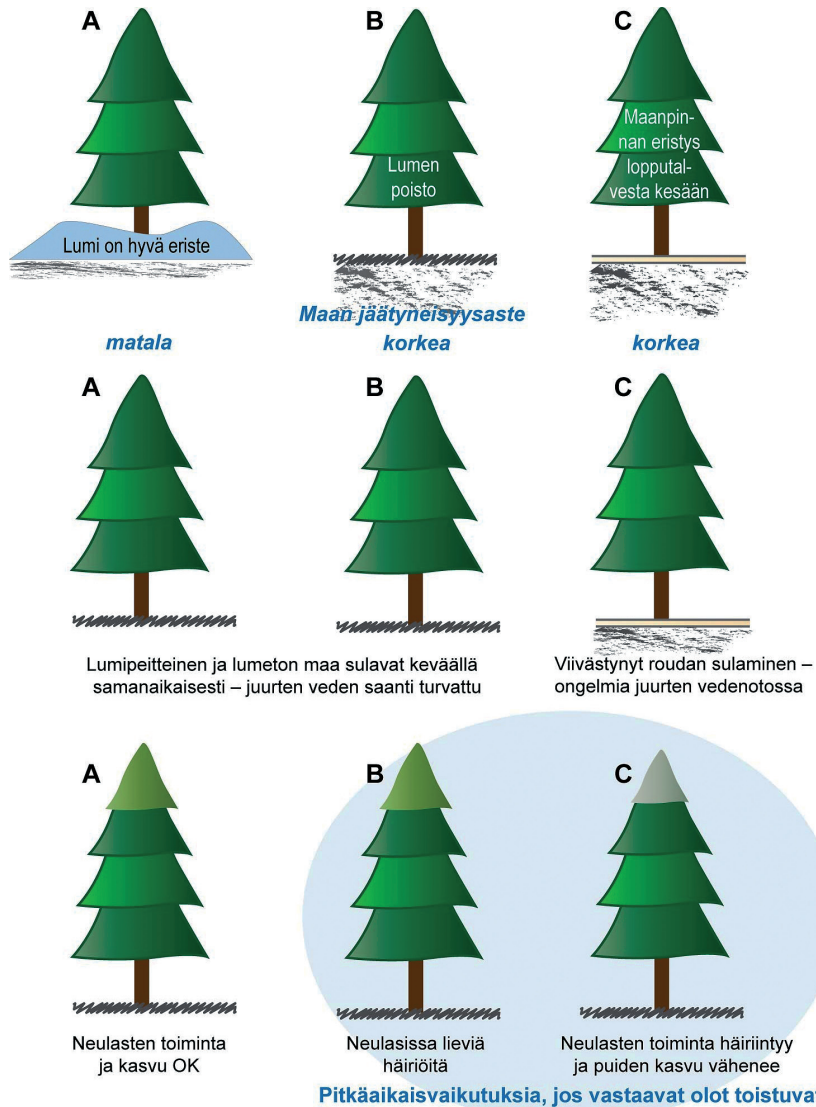 A
B
C
Lumi on hyvä eriste
Lumen
poisto
Maanpin-
nan eristys
lopputal-
vesta kesään
Maan jäätyneisyysaste
matala
korkea
korkea
A
B
C
Lumipeitteinen ja lumeton maa sulavat keväällä
samanaikaisesti – juurten veden saanti turvattu
Viivästynyt roudan sulaminen –
ongelmia juurten vedenotossa
A
B
C
Neulasten toiminta
ja kasvu OK
Neulasissa lieviä
häiriöitä
Neulasten toiminta häiriintyy
ja puiden kasvu vähenee
Pitkäaikaisvaikutuksia, jos vastaavat olot toistuvat